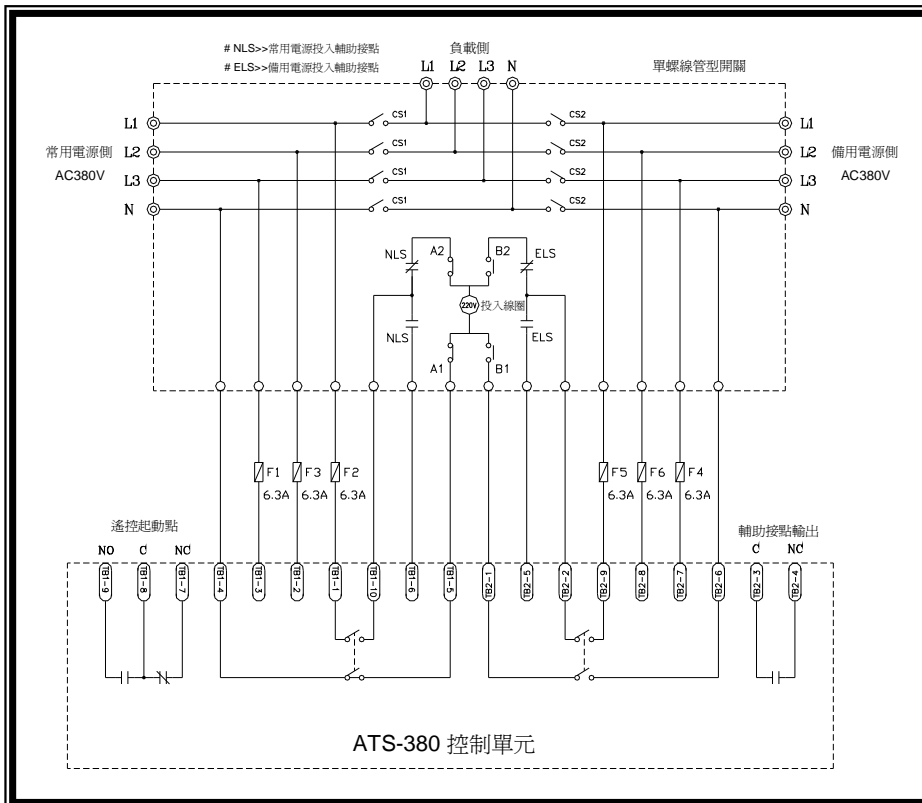 # NLS>>常用電源投入輔助接點
# ELS>>備用電源投入輔助接點
負載側
單螺線管型開關
L1 L2 L3 N
L1 CS1 CS2 L1
常用電源側 L2 CS1 CS2 L2 備用電源側
AC380V L3 CS1 CS2 L3 AC380V
N CS1 CS2 N
NLS A2 B2 ELS
220V 投入線圈
NLS ELS
A1 B1
F1 F3 F2 F5 F6 F4
6.3A 6.3A 6.3A 6.3A 6.3A 6.3A
遙控起動點 輔助接點輸出
NO C NC C NC
TB1-9 TB1-8 TB1-7 TB1-4 TB1-3 TB1-2 TB1-1 TB1-10 TB1-6 TB1-5 TB2-1 TB2-5 TB2-2 TB2-9 TB2-8 TB2-7 TB2-6 TB2-3 TB2-4
ATS-380 控制單元